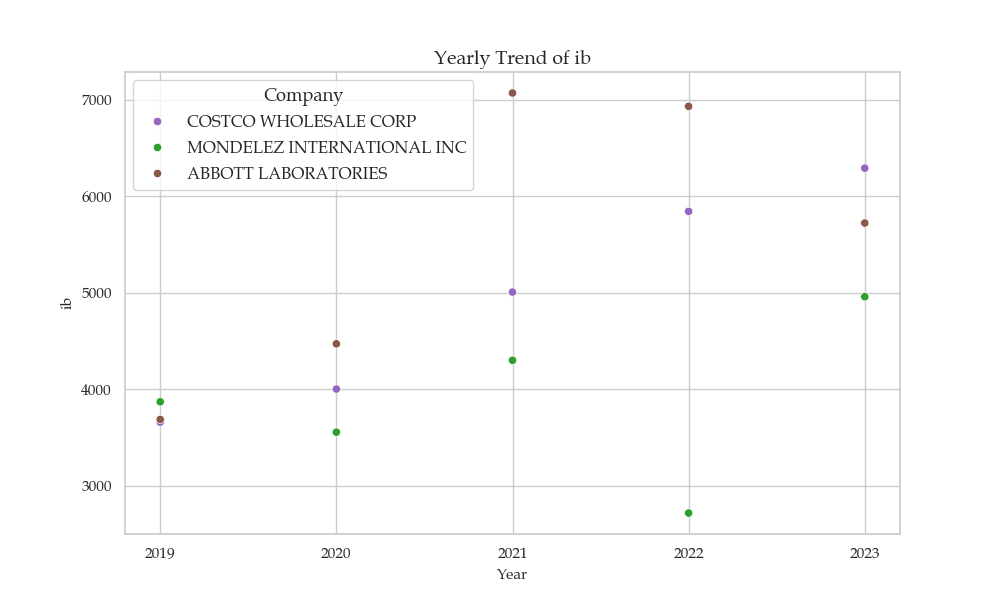 Yearly Trend of ib
Company
COSTCO WHOLESALE CORP
MONDELEZ INTERNATIONAL INC
ABBOTT LABORATORIES
7000
6000
5000
4000
3000
ib
2019 2020 2021 2022 2023
Year